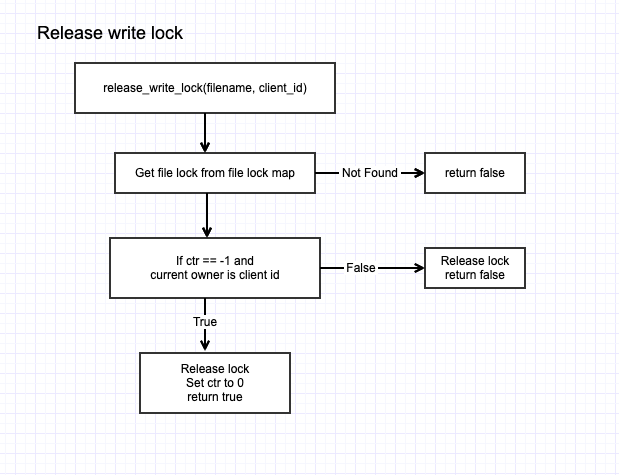 Release write lock
release_write_lock(filename, client_id)
Get file lock from file lock map
Not Found
return false
If ctr == -1 and
current owner is client id
False
Release lock
return false
True
Release lock
Set ctr to 0
return true